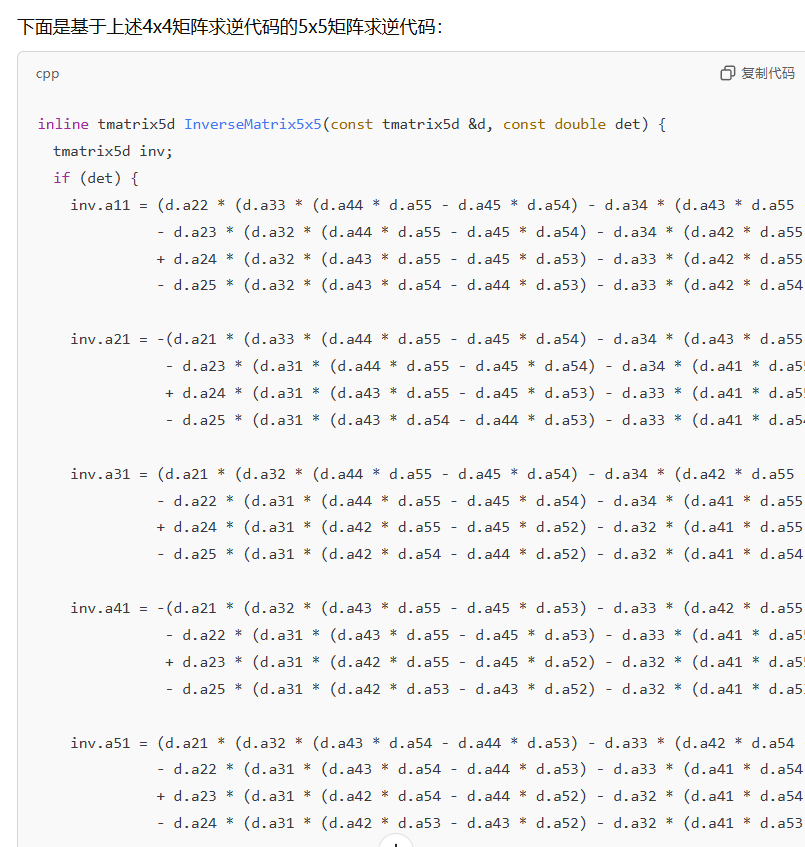 下面是基于上述4x4矩阵求逆代码的5x5矩阵求逆代码：
cpp
复制代码
inline tmatrix5d InverseMatrix5x5(const tmatrix5d &d, const double det) {
  tmatrix5d inv;
  if (det) {
    inv.a11 = (d.a22 * (d.a33 * (d.a44 * d.a55 - d.a45 * d.a54) - d.a34 * (d.a43 * d.a55
              - d.a23 * (d.a32 * (d.a44 * d.a55 - d.a45 * d.a54) - d.a34 * (d.a42 * d.a55
              + d.a24 * (d.a32 * (d.a43 * d.a55 - d.a45 * d.a53) - d.a33 * (d.a42 * d.a55
              - d.a25 * (d.a32 * (d.a43 * d.a54 - d.a44 * d.a53) - d.a33 * (d.a42 * d.a54
    inv.a21 = -(d.a21 * (d.a33 * (d.a44 * d.a55 - d.a45 * d.a54) - d.a34 * (d.a43 * d.a55
               - d.a23 * (d.a31 * (d.a44 * d.a55 - d.a45 * d.a54) - d.a34 * (d.a41 * d.a55
               + d.a24 * (d.a31 * (d.a43 * d.a55 - d.a45 * d.a53) - d.a33 * (d.a41 * d.a55
               - d.a25 * (d.a31 * (d.a43 * d.a54 - d.a44 * d.a53) - d.a33 * (d.a41 * d.a54
    inv.a31 = (d.a21 * (d.a32 * (d.a44 * d.a55 - d.a45 * d.a54) - d.a34 * (d.a42 * d.a55
              - d.a22 * (d.a31 * (d.a44 * d.a55 - d.a45 * d.a54) - d.a34 * (d.a41 * d.a55
              + d.a24 * (d.a31 * (d.a42 * d.a55 - d.a45 * d.a52) - d.a32 * (d.a41 * d.a55
              - d.a25 * (d.a31 * (d.a42 * d.a54 - d.a44 * d.a52) - d.a32 * (d.a41 * d.a54
    inv.a41 = -(d.a21 * (d.a32 * (d.a43 * d.a55 - d.a45 * d.a53) - d.a33 * (d.a42 * d.a55
               - d.a22 * (d.a31 * (d.a43 * d.a55 - d.a45 * d.a53) - d.a33 * (d.a41 * d.a55
               + d.a23 * (d.a31 * (d.a42 * d.a55 - d.a45 * d.a52) - d.a32 * (d.a41 * d.a55
               - d.a25 * (d.a31 * (d.a42 * d.a53 - d.a43 * d.a52) - d.a32 * (d.a41 * d.a53
    inv.a51 = (d.a21 * (d.a32 * (d.a43 * d.a54 - d.a44 * d.a53) - d.a33 * (d.a42 * d.a54
              - d.a22 * (d.a31 * (d.a43 * d.a54 - d.a44 * d.a53) - d.a33 * (d.a41 * d.a54
              + d.a23 * (d.a31 * (d.a42 * d.a54 - d.a44 * d.a52) - d.a32 * (d.a41 * d.a54
              - d.a24 * (d.a31 * (d.a42 * d.a53 - d.a43 * d.a52) - d.a32 * (d.a41 * d.a53